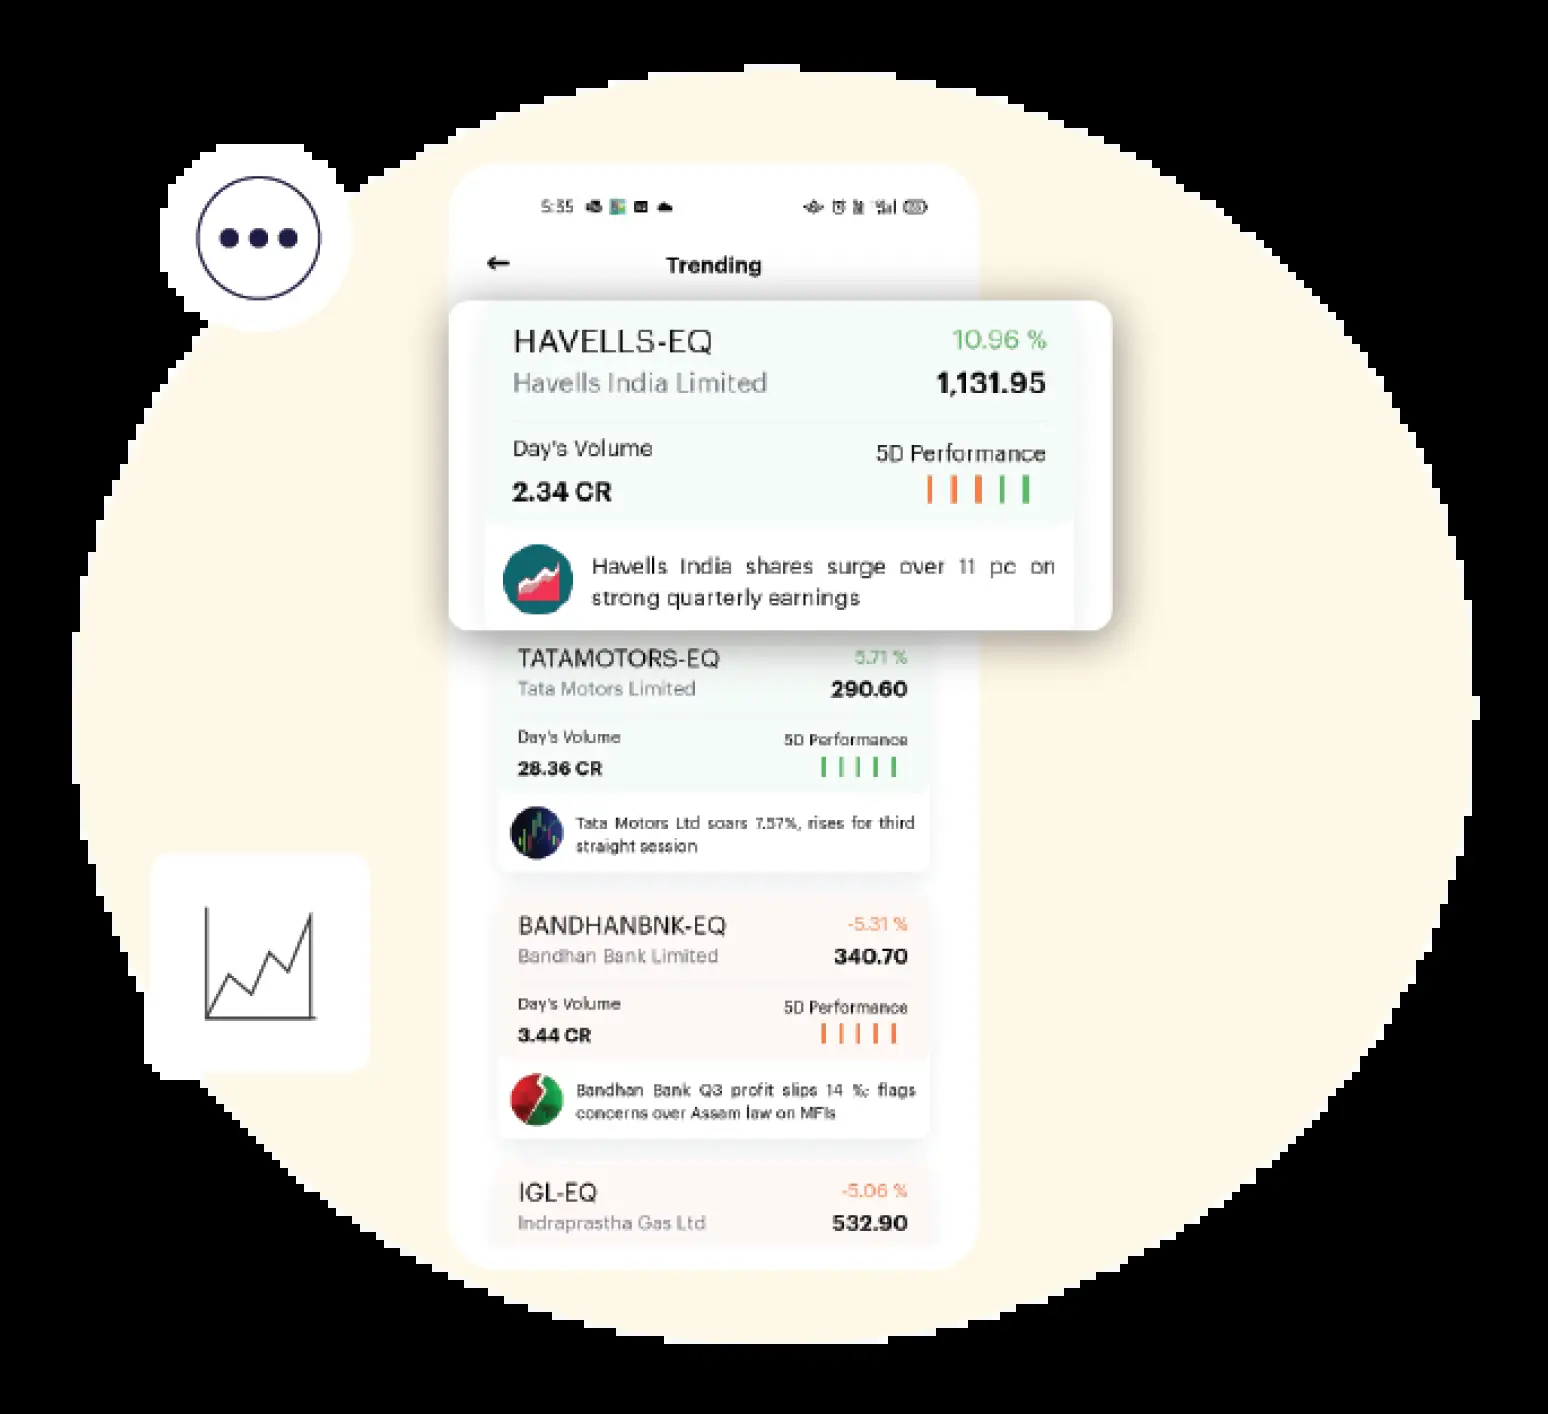 5:35
Trending
HAVELLS-EQ 10.96 %
Havells India Limited 1,131.95
Day's Volume 5D Performance
2.34 CR
Havells India shares surge over 11 pc on
strong quarterly earnings
TATAMOTORS-EQ 5.71 %
Tata Motors Limited 290.60
Day's Volume 5D Performance
28.36 CR
Tata Motors Ltd soars 7.57%, rises for third
straight session
BANDHANBNK-EQ -5.31 %
Bandhan Bank Limited 340.70
Day's Volume 5D Performance
3.44 CR
Bandhan Bank Q3 profit slips 14 %; flags
concerns over Assam law on MFIs
IGL-EQ -5.06 %
Indraprastha Gas Ltd 532.90